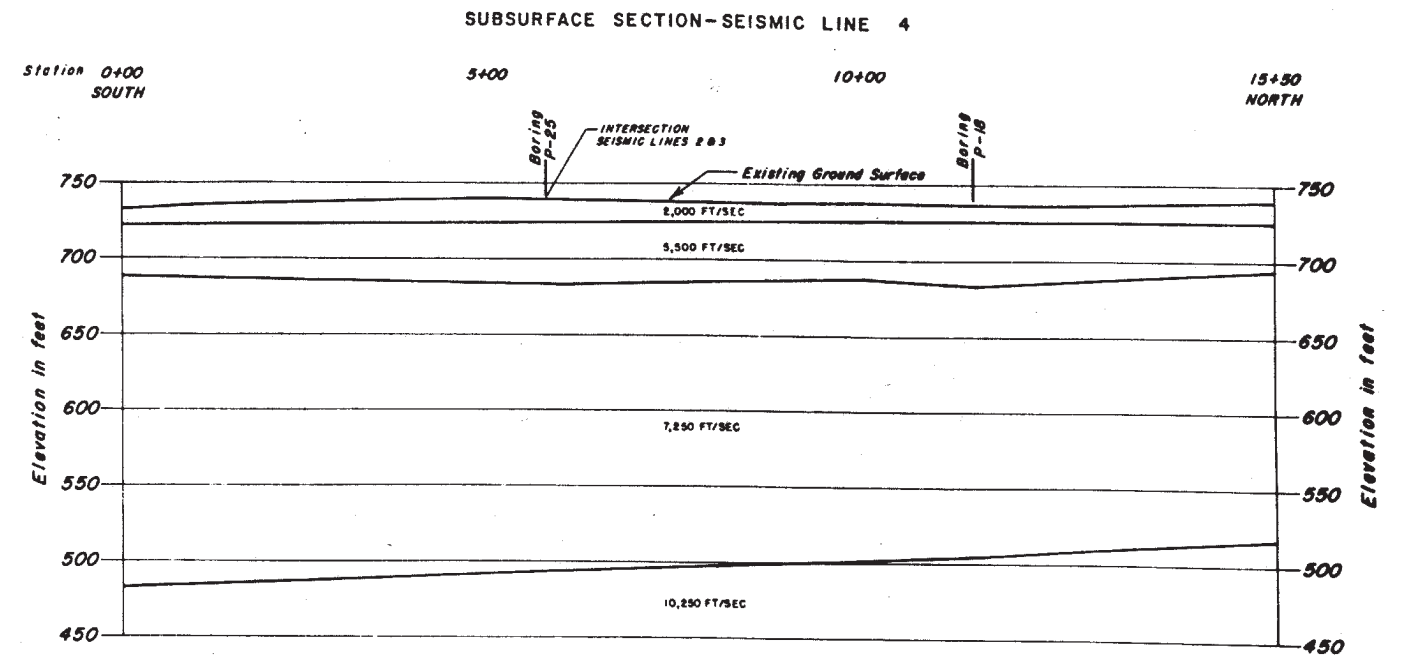 SUBSURFACE SECTION-SEISMIC LINE 4
Station 0+00 5+00 10+00 15+50
SOUTH NORTH
Boring P-25
INTERSECTION
SEISMIC LINES 2 & 3
Boring P-18
Existing Ground Surface
750 750
2,000 FT/SEC
5,500 FT/SEC
700 700
650 650
Elevation in feet
Elevation in feet
600 600
7,250 FT/SEC
550 550
500 500
10,250 FT/SEC
450 450